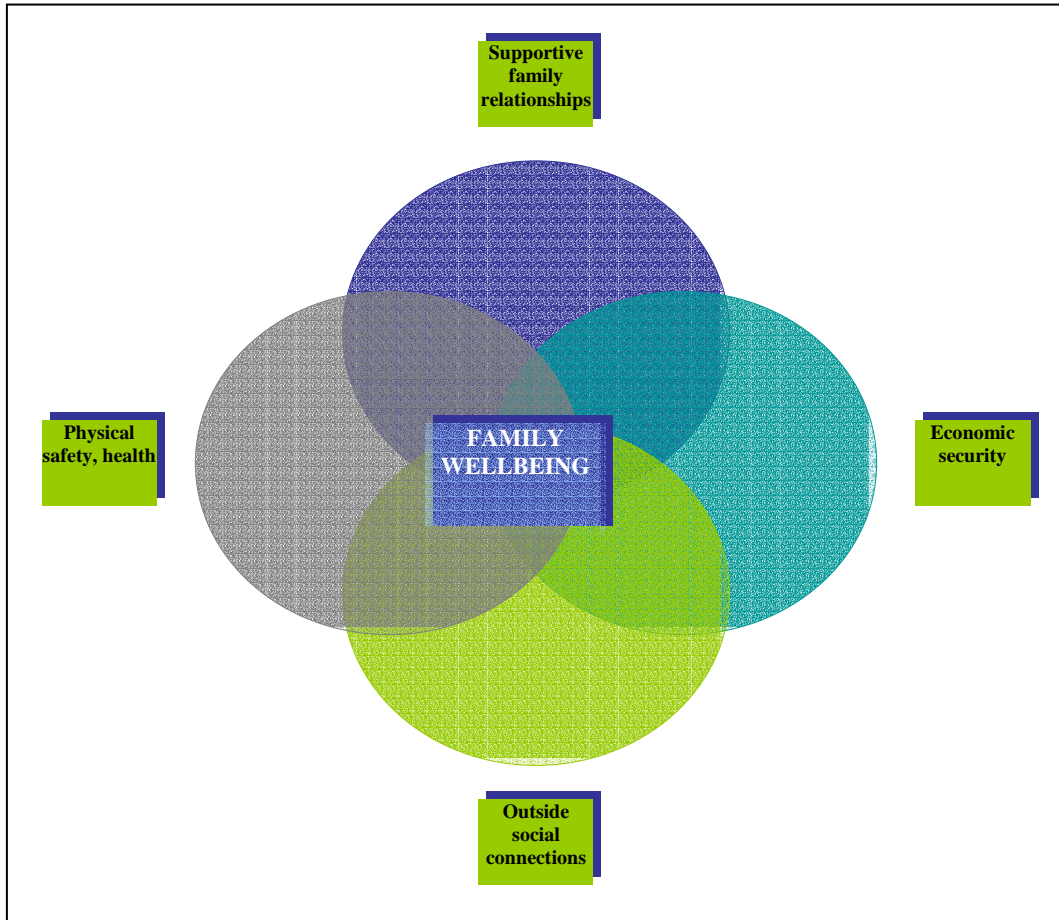 Supportive
family
relationships
Physical
safety, health
FAMILY
WELLBEING
Economic
security
Outside
social
connections